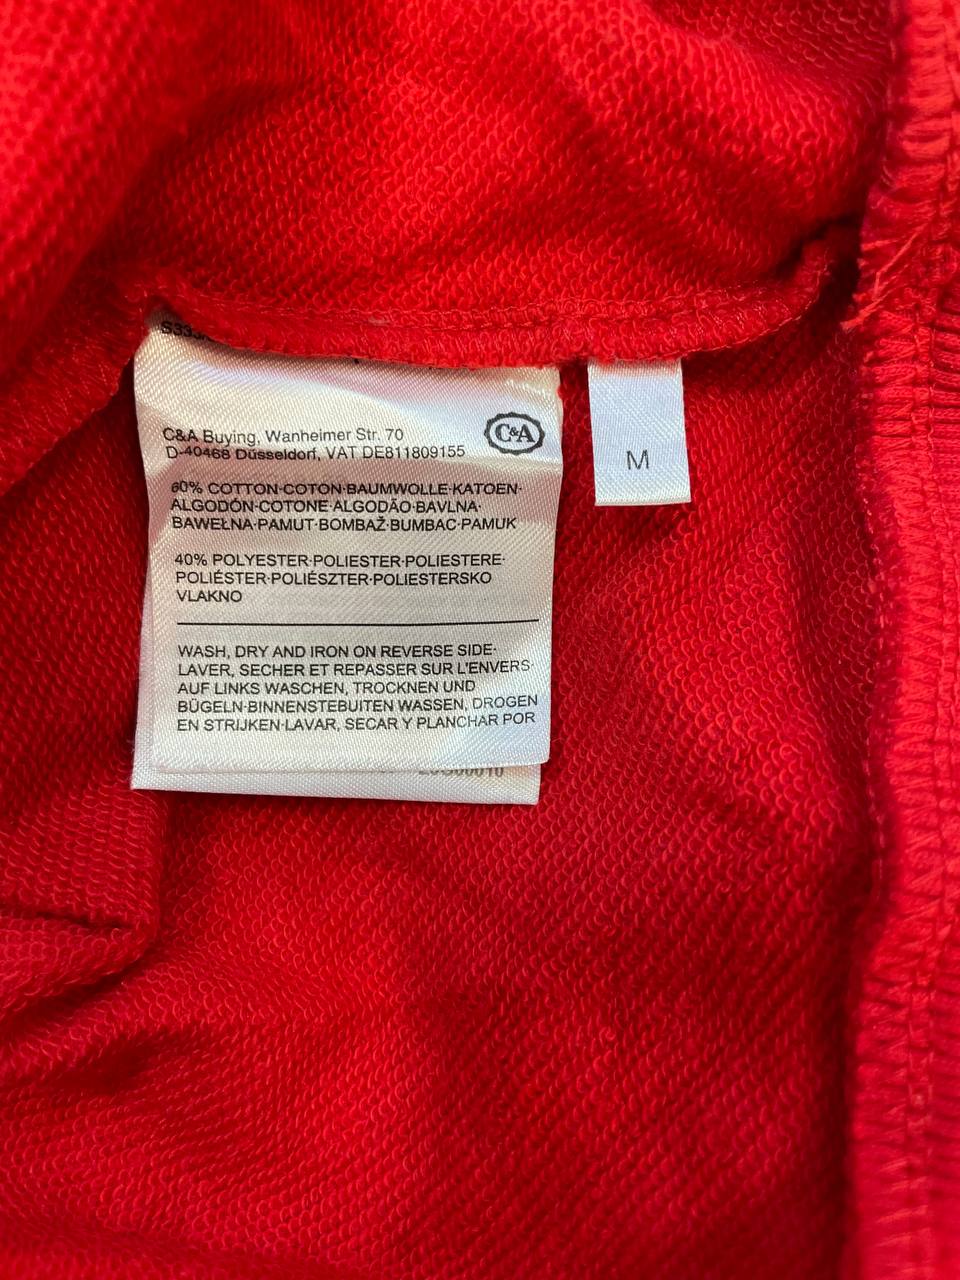 C&A Buying, Wanheimer Str. 70
D-40468 Düsseldorf, VAT DE811809155
C&A
M
60% COTTON·COTON·BAUMWOLLE·KATOEN·
ALGODÓN·COTONE·ALGODÃO·BAVLNA·
BAWEŁNA·PAMUT·BOMBAŽ·BUMBAC·PAMUK
40% POLYESTER·POLIESTER·POLIESTERE·
POLIÉSTER·POLIÉSZTER·POLIESTERSKO
VLAKNO
WASH, DRY AND IRON ON REVERSE SIDE·
LAVER, SECHER ET REPASSER SUR L'ENVERS·
AUF LINKS WASCHEN, TROCKNEN UND
BÜGELN·BINNENSTEBUITEN WASSEN, DROGEN
EN STRIJKEN·LAVAR, SECAR Y PLANCHAR POR